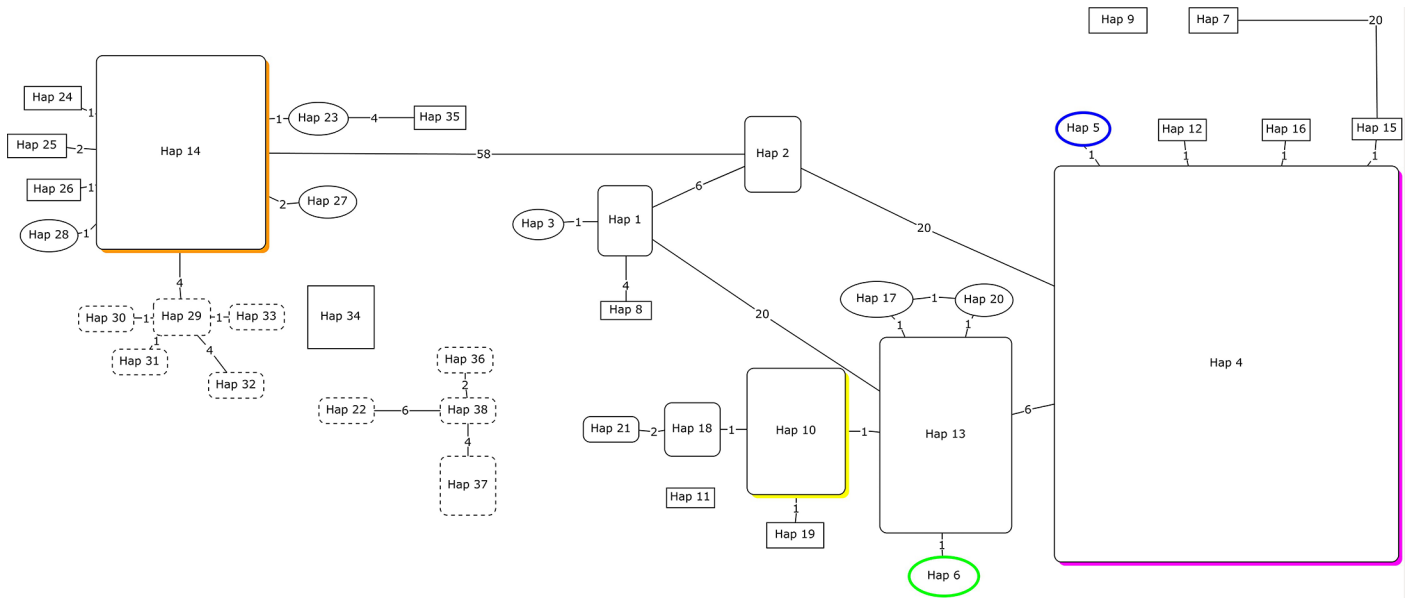 Hap 9
Hap 7
20
Hap 24
1
Hap 25
2
Hap 26
1
Hap 28
1
Hap 14
1
Hap 23
4
Hap 35
58
2
Hap 27
4
Hap 30
1
Hap 29
1
Hap 33
1
Hap 31
4
Hap 32
Hap 34
Hap 36
2
Hap 22
6
Hap 38
4
Hap 37
Hap 2
6
Hap 3
1
Hap 1
4
Hap 8
20
20
Hap 5
1
Hap 12
1
Hap 16
1
Hap 15
1
Hap 4
Hap 17
1
Hap 20
1
1
Hap 21
2
Hap 18
1
Hap 10
1
Hap 13
6
Hap 11
1
Hap 19
1
Hap 6